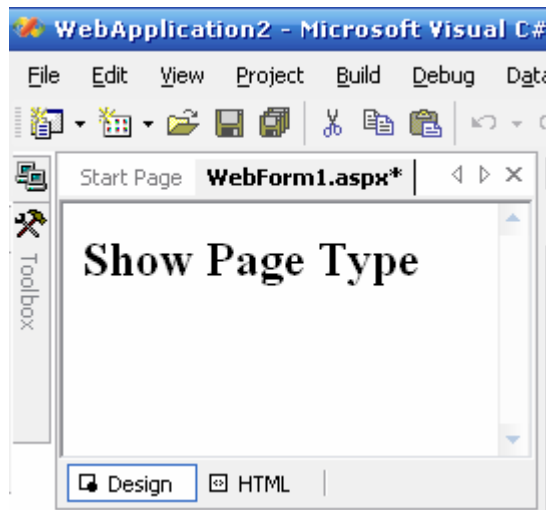 WebApplication2 - Microsoft Visual C#
File Edit View Project Build Debug Data
Start Page WebForm1.aspx*
Toolbox
Show Page Type
Design HTML